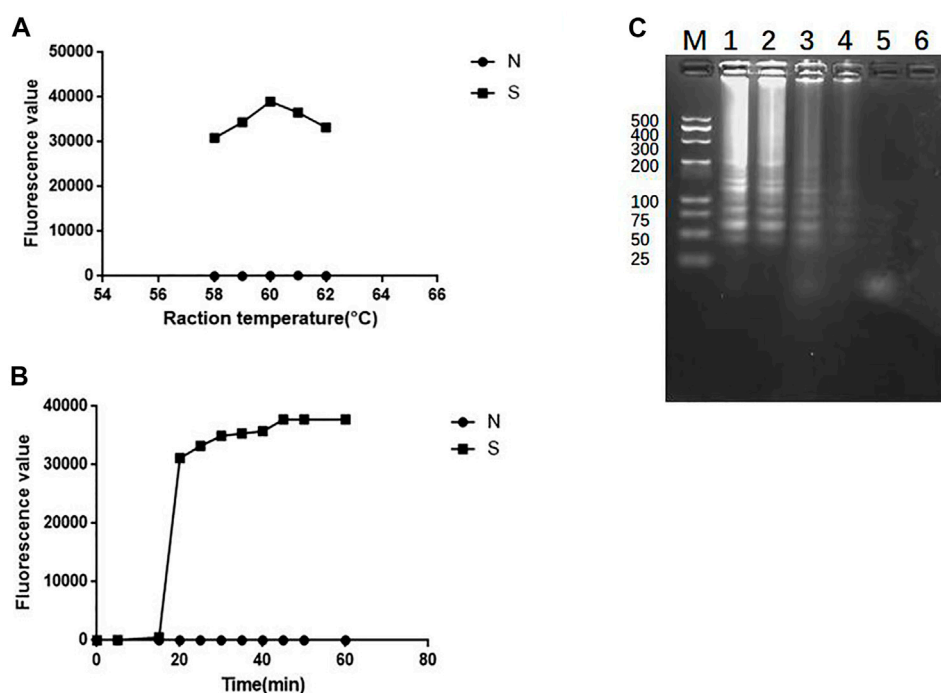 A
50000
40000
30000
20000
10000
0
Fluorescence value
54 56 58 60 62 64 66
Raction temperature(°C)
N
S
B
40000
30000
20000
10000
0
Fluorescence value
0 20 40 60 80
Time(min)
N
S
C
M 1 2 3 4 5 6
500
400
300
200
100
75
50
25